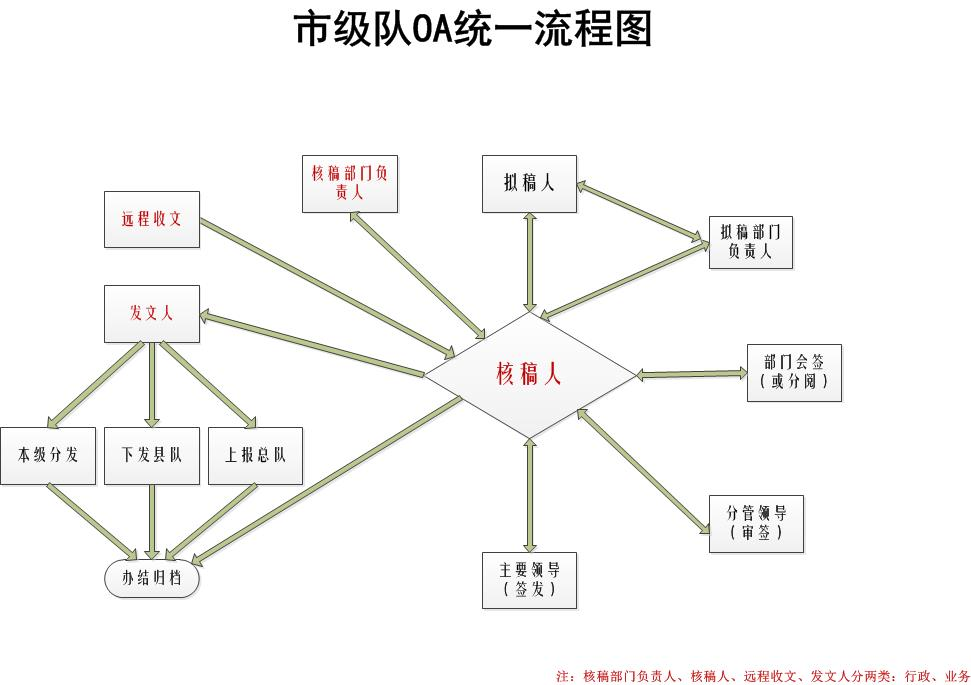 市级队OA统一流程图
核稿部门负
责人
拟稿人
远程收文
拟稿部门
负责人
发文人
核稿人
部门会签
（或分阅）
本级分发
下发县队
上报总队
分管领导
（审签）
办结归档
主要领导
（签发）
注：核稿部门负责人、核稿人、远程收文、发文人分两类：行政、业务